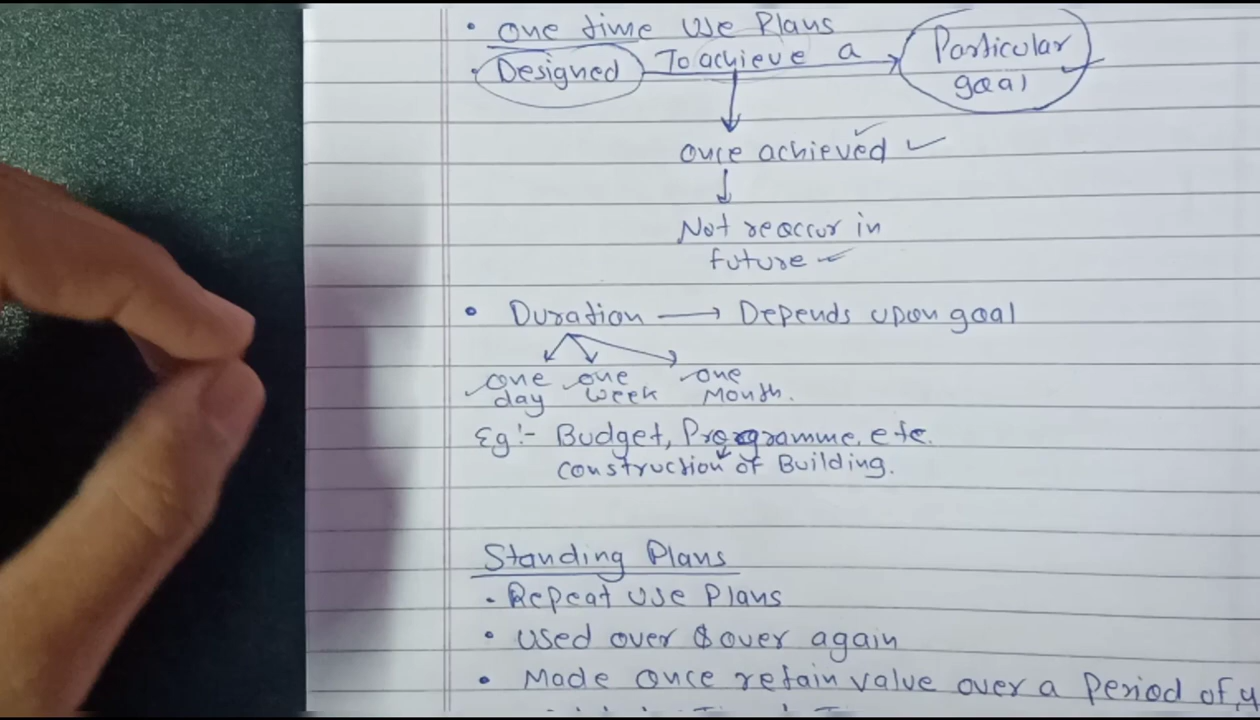 • One time Use Plans
• Designed To achieve a → Particular goal
once achieved
Not reoccur in
future
• Duration → Depends upon goal
one day one week one Month.
Eg:- Budget, Programme, etc.
construction of Building.
Standing Plans
• Repeat Use Plans
• Used over & over again
• Made once retain value over a Period of